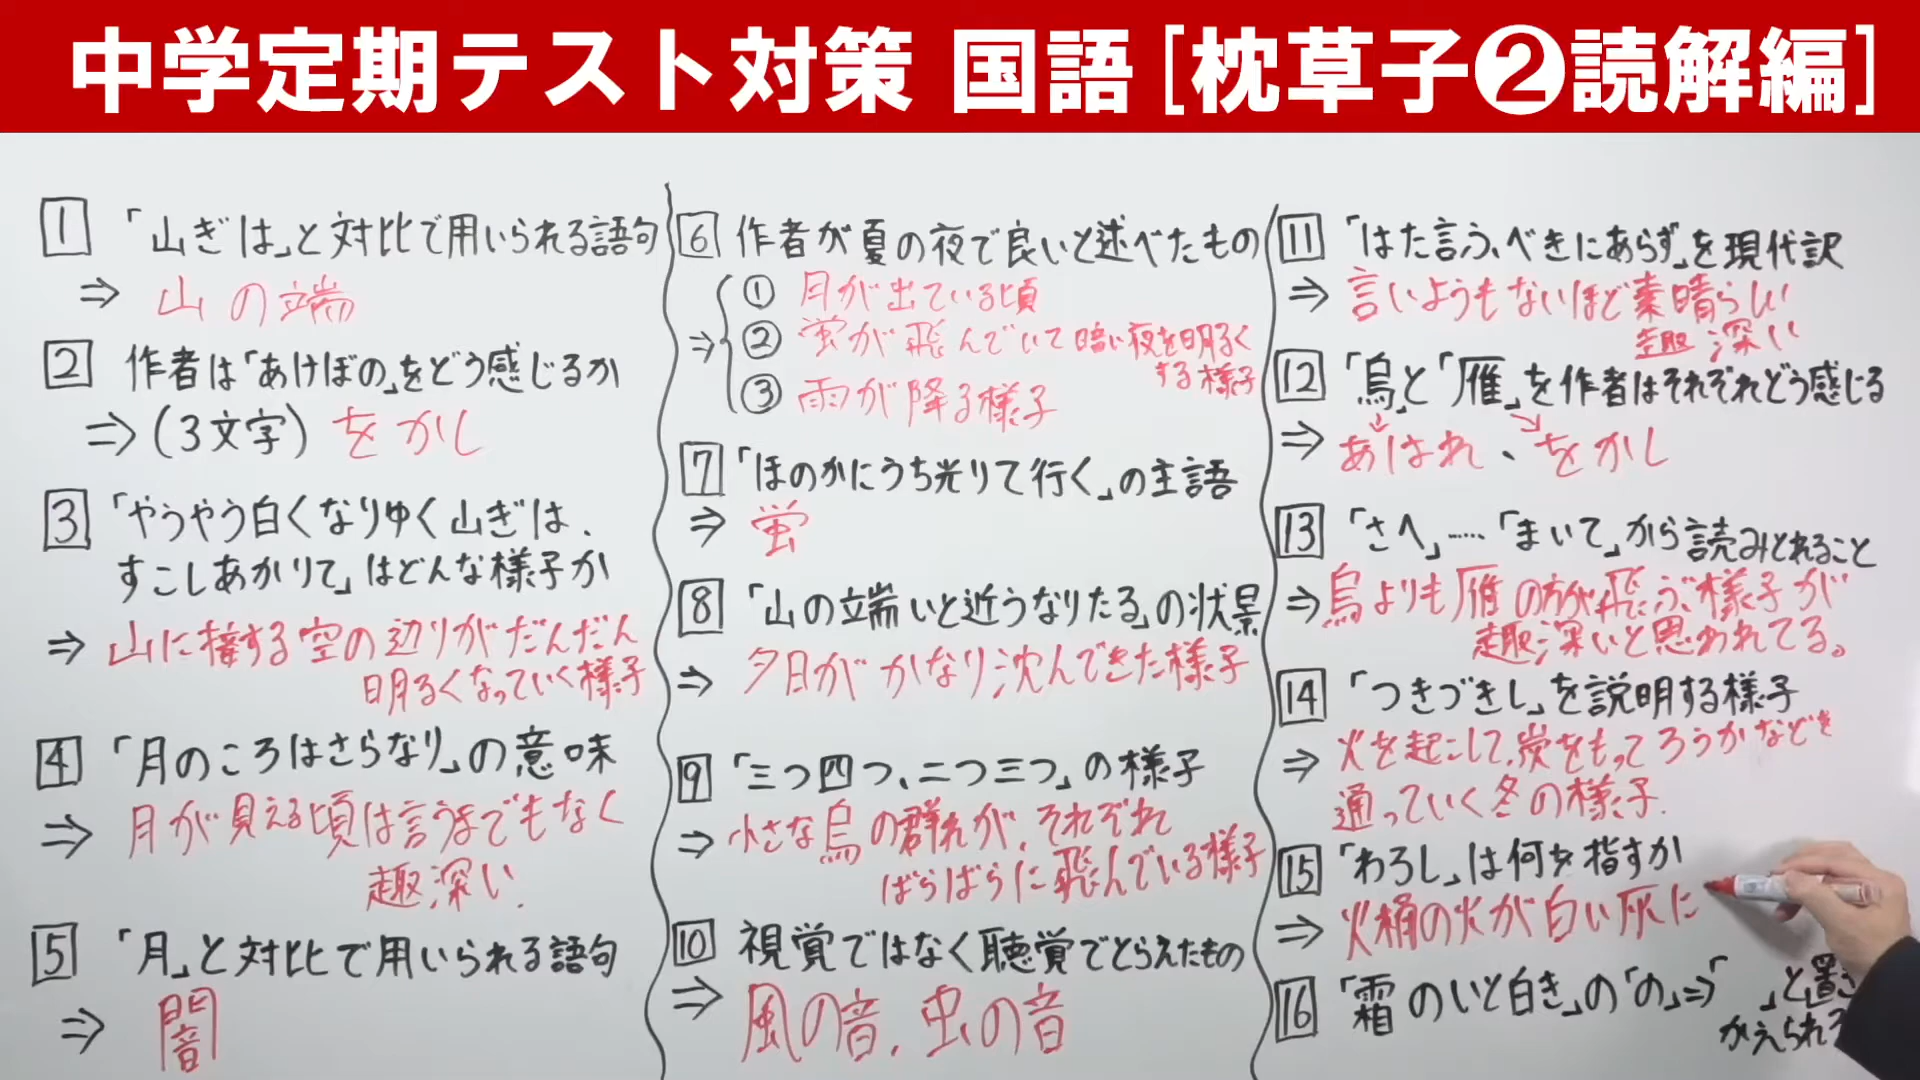 中学定期テスト対策 国語[枕草子❷読解編]
1 「山ぎは」と対比で用いられる語句
⇒ 山の端
2 作者は「あけぼの」をどう感じるか
⇒(3文字) をかし
3 「やうやう白くなりゆく山ぎは、
すこしあかりて」はどんな様子か
⇒ 山に接する空の辺りがだんだん
明るくなっていく様子
4 「月のころはさらなり」の意味
⇒ 月が見える頃は言うまでもなく
趣深い.
5 「月」と対比で用いられる語句
⇒ 闇
6 作者が夏の夜で良いと述べたもの
① 月が出ている頃
⇒ ② 蛍が飛んでいて暗い夜を明るく
する様子
③ 雨が降る様子
7 「ほのかにうち光りて行く」の主語
⇒ 蛍
8 「山の端いと近うなりたる」の状景
⇒ 夕日がかなり沈んできた様子
9 「三つ四つ、二つ三つ」の様子
⇒ 小さな烏の群れが、それぞれ
ばらばらに飛んでいる様子
10 視覚ではなく聴覚でとらえたもの
⇒ 風の音、虫の音
11 「はた言ふ、べきにあらず」を現代訳
⇒ 言いようもないほど素晴らしい
趣深い
12 「烏」と「雁」を作者はそれぞれどう感じる
⇒ あはれ、をかし
13 「さへ」……「まいて」から読みとれること
⇒ 烏よりも雁の方が飛ぶ様子が
趣深いと思われてる。
14 「つきづきし」を説明する様子
⇒ 火を起こして、炭をもってろうかなどを
通っていく冬の様子.
15 「わろし」は何を指すか
⇒ 火桶の火が白い灰に
16 「霜のいと白き」の「の」⇒「 」と置き
かえられる